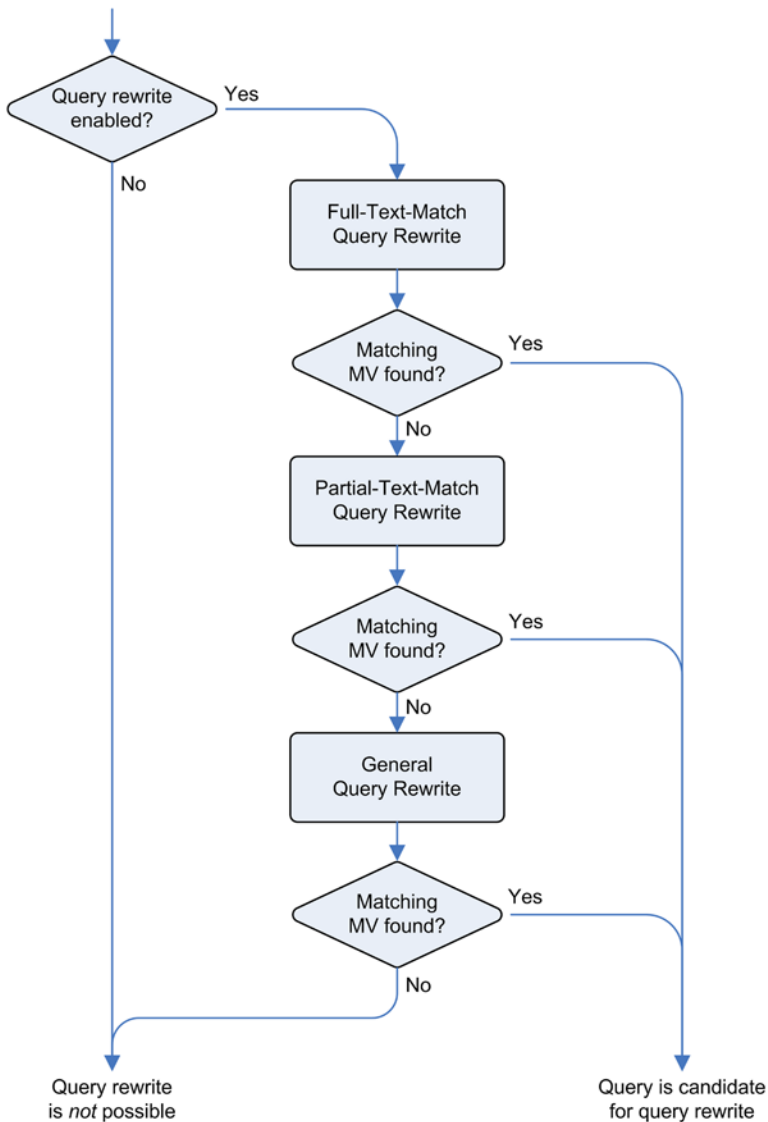 Query rewrite
enabled?
Yes
No
Full-Text-Match
Query Rewrite
Matching
MV found?
Yes
No
Partial-Text-Match
Query Rewrite
Matching
MV found?
Yes
No
General
Query Rewrite
Matching
MV found?
Yes
No
Query rewrite
is not possible
Query is candidate
for query rewrite